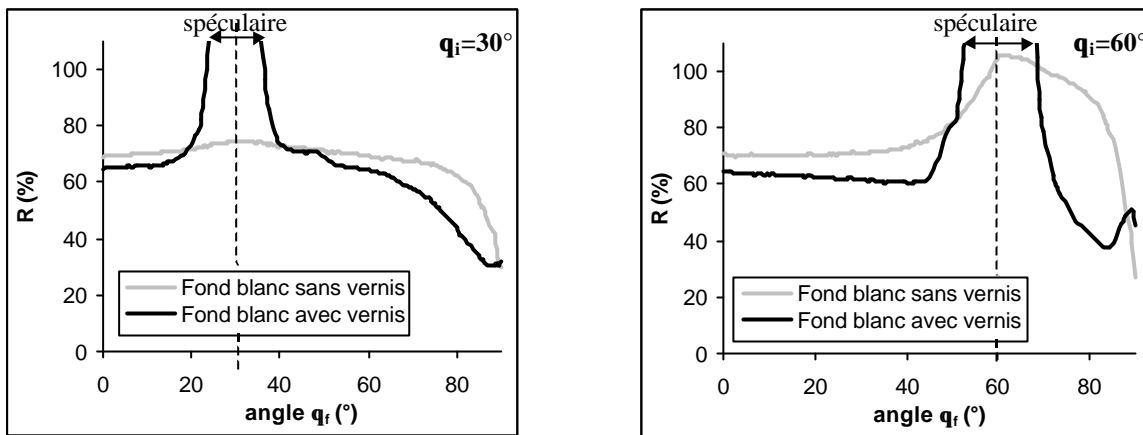 spéculaire
qi=30°
100
80
60
40
20
0
R (%)
Fond blanc sans vernis
Fond blanc avec vernis
0 20 40 60 80
angle qf (°)
spéculaire
qi=60°
100
80
60
40
20
0
R (%)
Fond blanc sans vernis
Fond blanc avec vernis
0 20 40 60 80
angle qf (°)